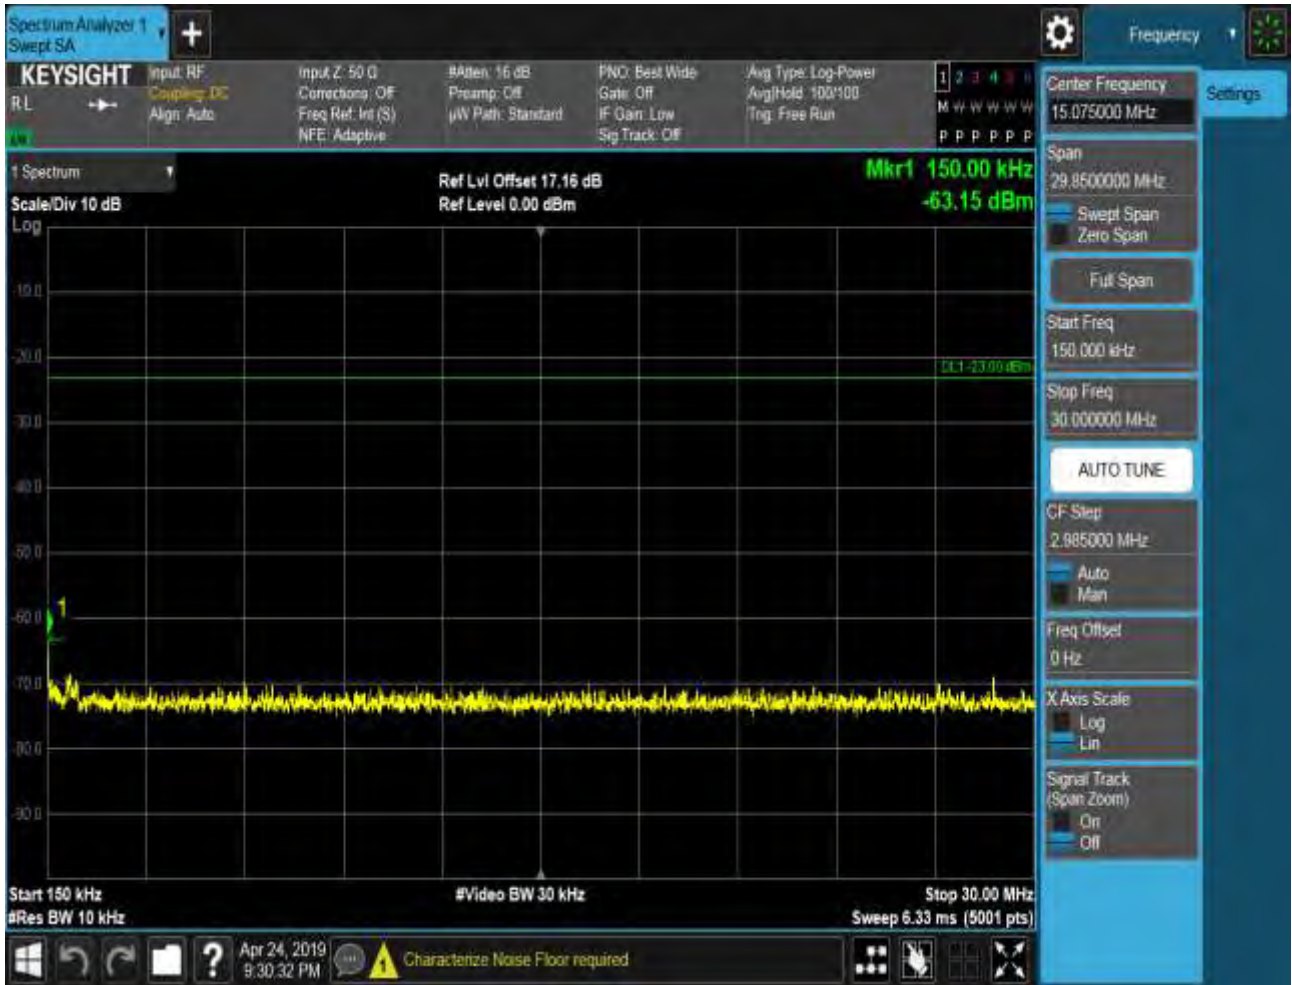 Spectrum Analyzer 1
Swept SA
+
Frequency
KEYSIGHT
RL
Input: RF
Coupling: DC
Align: Auto
Input Z: 50 Ω
Corrections: Off
Freq Ref: Int (S)
NFE: Adaptive
#Atten: 16 dB
Preamp: Off
µW Path: Standard
PNO: Best Wide
Gate: Off
IF Gain: Low
Sig Track: Off
Avg Type: Log-Power
Avg|Hold: 100/100
Trig: Free Run
1 2 3 4 5 6
M W W W W W
P P P P P P
1 Spectrum
Scale/Div 10 dB
Log
Ref Lvl Offset 17.16 dB
Ref Level 0.00 dBm
Mkr1 150.00 kHz
-63.15 dBm
-10.0
-20.0
DL1 -23.00 dBm
-30.0
-40.0
-50.0
1
-60.0
-70.0
-80.0
-90.0
Start 150 kHz
#Res BW 10 kHz
#Video BW 30 kHz
Stop 30.00 MHz
Sweep 6.33 ms (5001 pts)
Center Frequency
15.075000 MHz
Settings
Span
29.8500000 MHz
Swept Span
Zero Span
Full Span
Start Freq
150.000 kHz
Stop Freq
30.000000 MHz
AUTO TUNE
CF Step
2.985000 MHz
Auto
Man
Freq Offset
0 Hz
X Axis Scale
Log
Lin
Signal Track
(Span Zoom)
On
Off
?
Apr 24, 2019
9:30:32 PM
1
Characterize Noise Floor required